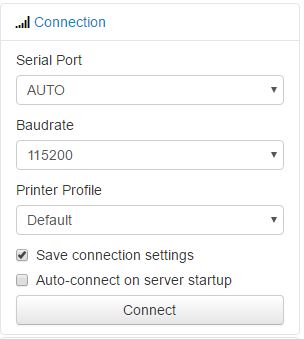 Connection
Serial Port
AUTO
Baudrate
115200
Printer Profile
Default
Save connection settings
Auto-connect on server startup
Connect